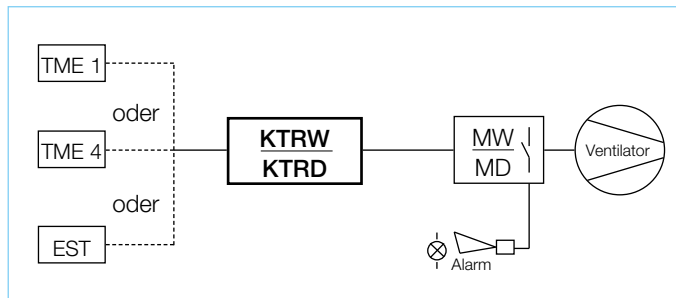 TME 1
oder
TME 4
oder
EST
KTRW
KTRD
MW
MD
Ventilator
Alarm